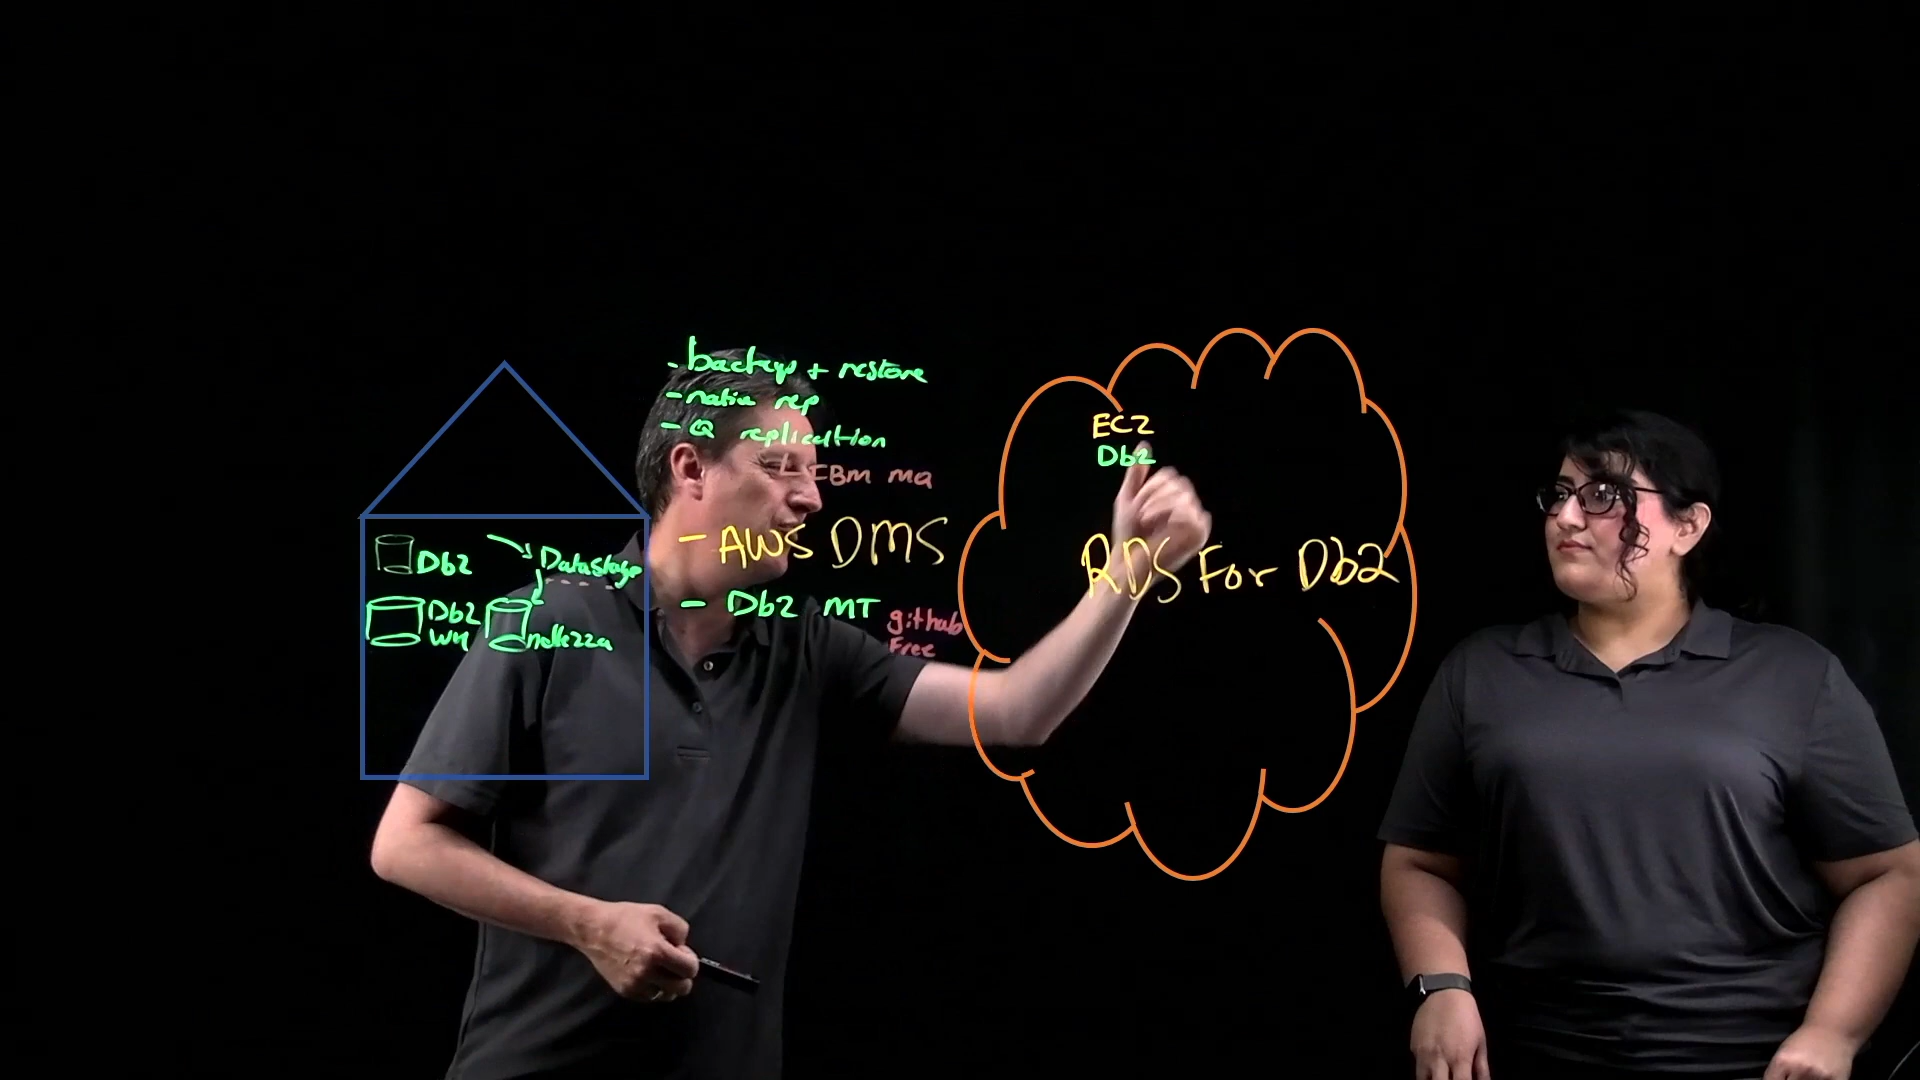 - backup + restore
- native rep
- Q replication
IBM MQ
- AWS DMS
- Db2 MT
github
Free
Db2
Datastage
Db2
WH
netezza
EC2
Db2
RDS For Db2